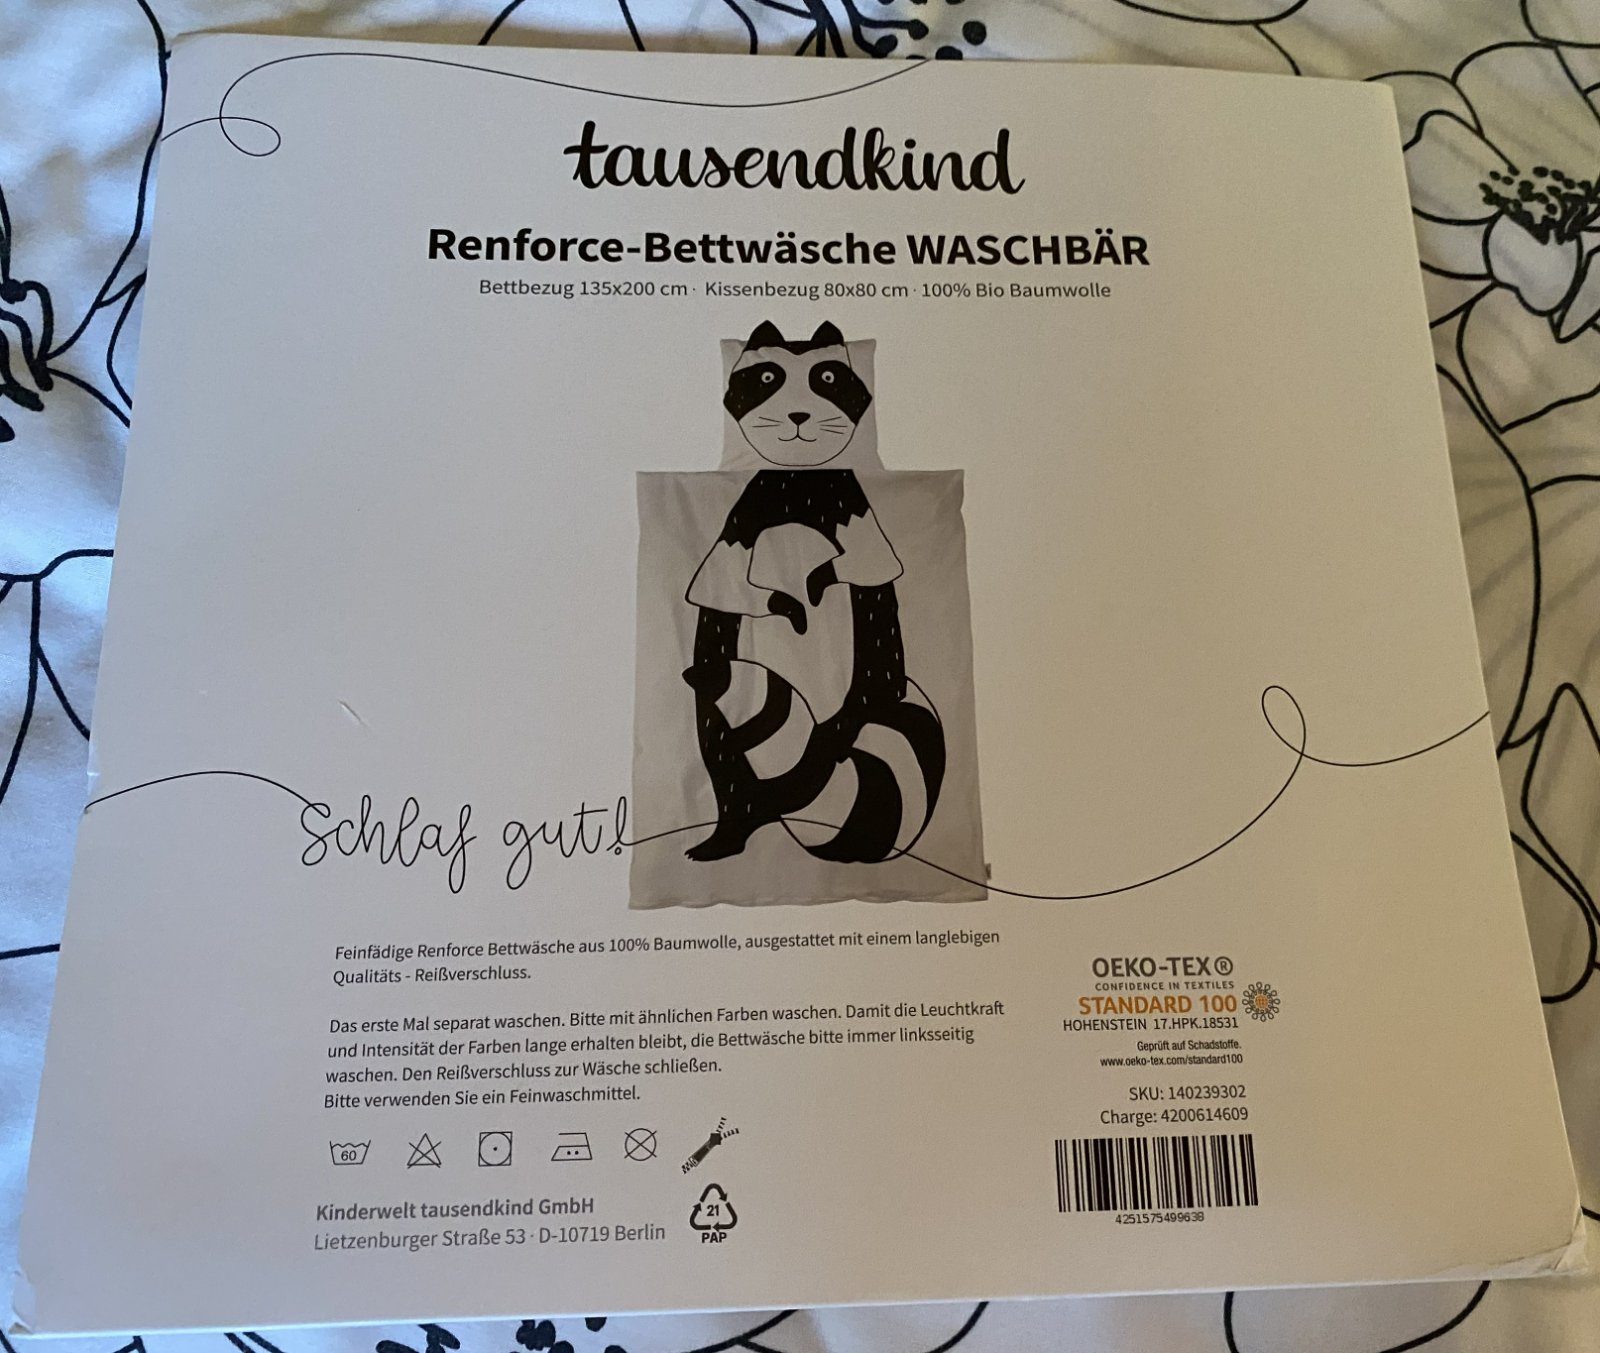 tausendkind
Renforce-Bettwäsche WASCHBÄR
Bettbezug 135x200 cm · Kissenbezug 80x80 cm · 100% Bio Baumwolle
Schlaf gut!
Feinfädige Renforce Bettwäsche aus 100% Baumwolle, ausgestattet mit einem langlebigen
Qualitäts - Reißverschluss.
Das erste Mal separat waschen. Bitte mit ähnlichen Farben waschen. Damit die Leuchtkraft
und Intensität der Farben lange erhalten bleibt, die Bettwäsche bitte immer linksseitig
waschen. Den Reißverschluss zur Wäsche schließen.
Bitte verwenden Sie ein Feinwaschmittel.
60
Kinderwelt tausendkind GmbH
Lietzenburger Straße 53 · D-10719 Berlin
21
PAP
OEKO-TEX®
CONFIDENCE IN TEXTILES
STANDARD 100
HOHENSTEIN 17.HPK.18531
Geprüft auf Schadstoffe.
www.oeko-tex.com/standard100
SKU: 140239302
Charge: 4200614609
4251575499638